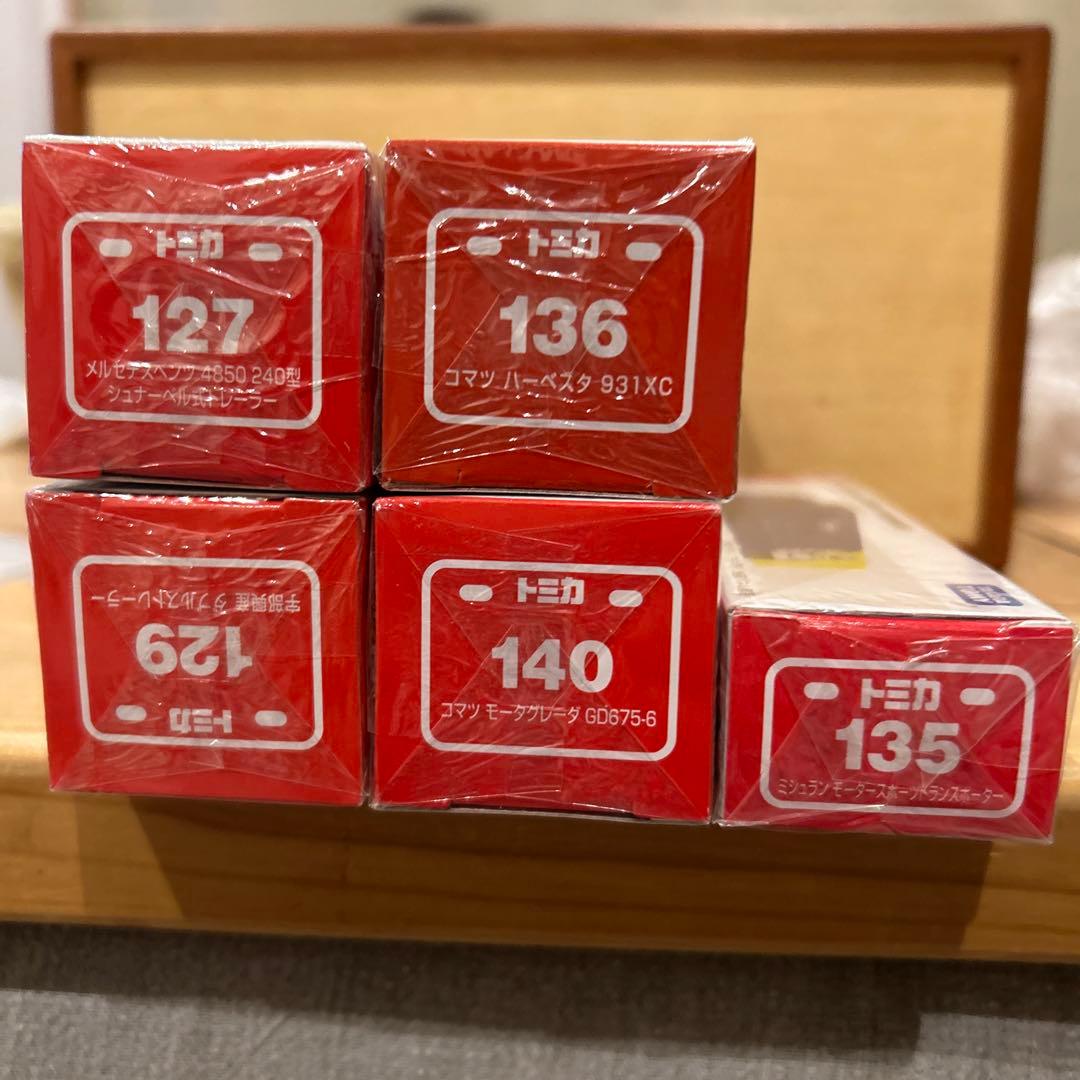 トミカ
127
メルセデスベンツ 4850 240型
シュナーベル式トレーラー
トミカ
136
コマツ ハーベスタ 931XC
トミカ
129
宇部興産 ダブルストレーラー
トミカ
140
コマツ モータグレーダ GD675-6
トミカ
135
ミシュラン モータースポーツトランスポーター